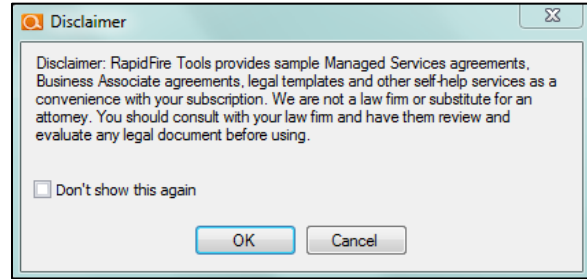 Disclaimer
Disclaimer: RapidFire Tools provides sample Managed Services agreements,
Business Associate agreements, legal templates and other self-help services as a
convenience with your subscription. We are not a law firm or substitute for an
attorney. You should consult with your law firm and have them review and
evaluate any legal document before using.
Don't show this again
OK Cancel